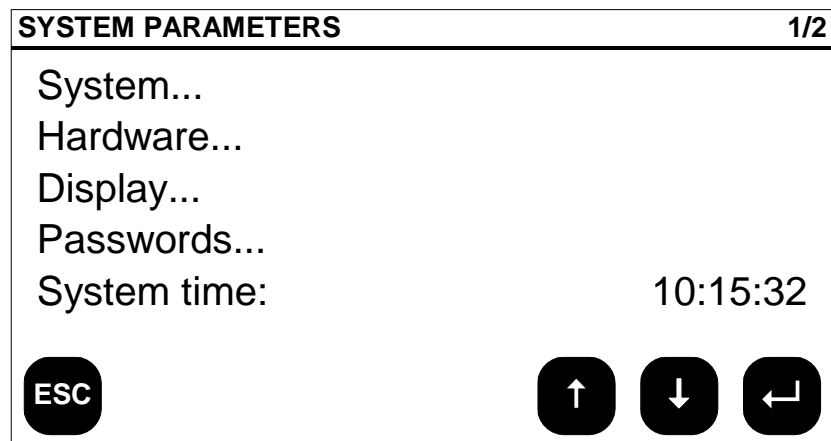 SYSTEM PARAMETERS 1/2
System...
Hardware...
Display...
Passwords...
System time: 10:15:32
ESC ↑ ↓ ↵